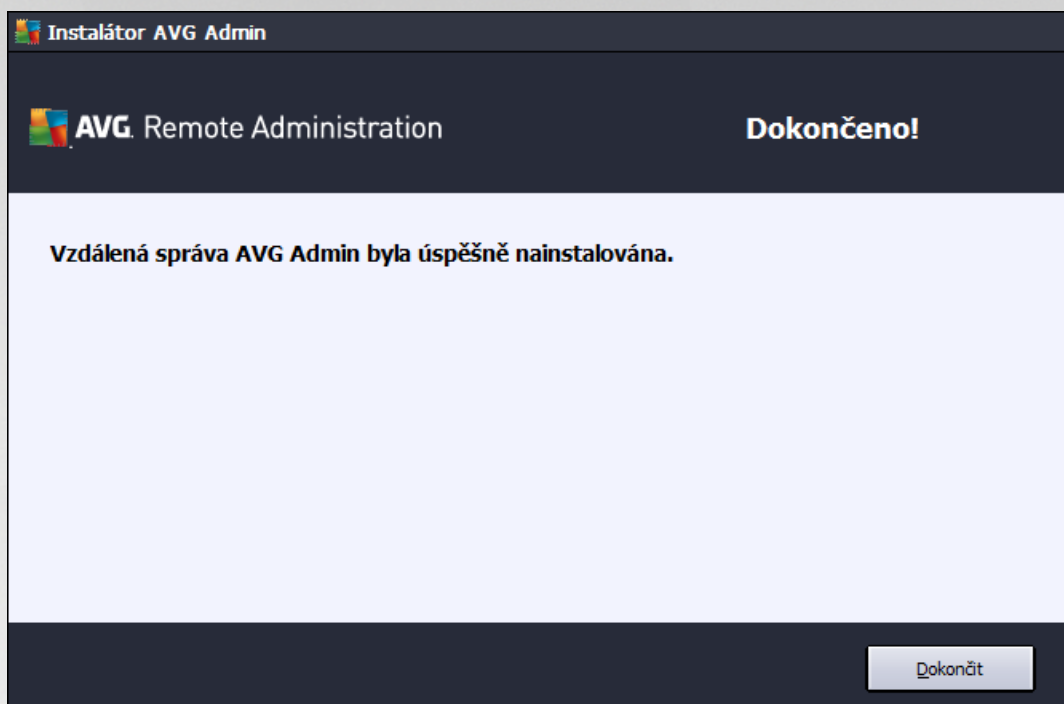 Instalátor AVG Admin
AVG. Remote Administration
Dokončeno!
Vzdálená správa AVG Admin byla úspěšně nainstalována.
Dokončit